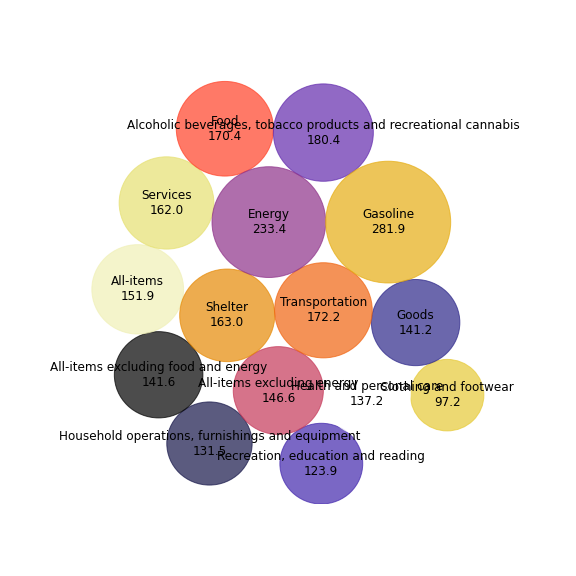 Food
170.4
Alcoholic beverages, tobacco products and recreational cannabis
180.4
Services
162.0
Energy
233.4
Gasoline
281.9
All-items
151.9
Shelter
163.0
Transportation
172.2
Goods
141.2
All-items excluding food and energy
141.6
All-items excluding energy
146.6
Health and personal care
137.2
Clothing and footwear
97.2
Household operations, furnishings and equipment
131.5
Recreation, education and reading
123.9